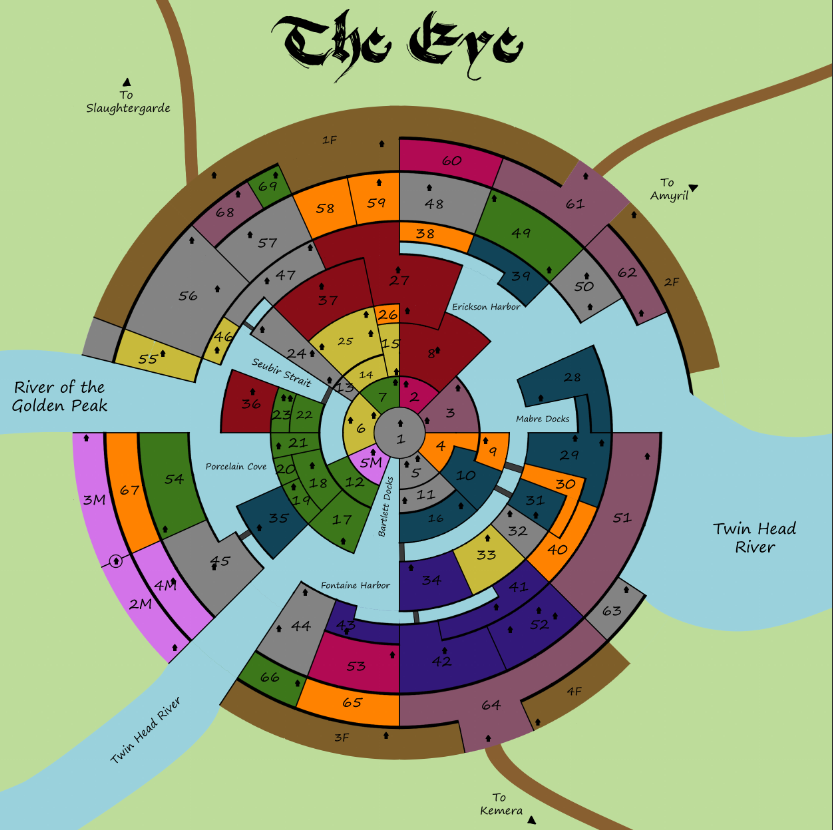 The Eye
To
Slaughtergarde
1F
60
To
Amyril
61
69
68
58
59
48
49
38
57
39
50
62
2F
47
27
56
37
Erickson Harbor
26
46
25
15
55
24
8
Seubir Strait
14
13
7
2
River of the
Golden Peak
36
23
22
6
1
3
28
Mabre Docks
21
5M
4
9
29
3M
67
54
Porcelain Cove
20
18
12
5
10
30
19
11
31
51
Bartlett Docks
35
17
16
32
Twin Head
River
45
33
40
4M
2M
34
41
Fontaine Harbor
63
44
43
52
53
42
66
65
64
4F
3F
Twin Head River
To
Kemera